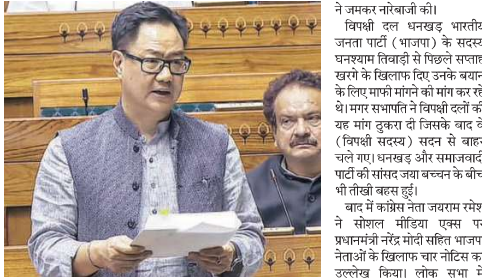 ने जमकर नारेबाजी की।
विपक्षी दल धनखड़ भारतीय
जनता पार्टी (भाजपा) के सदस्य
घनश्याम तिवाड़ी से पिछले सप्ताह
खरगे के खिलाफ दिए उनके बयान
के लिए माफी मांगने की मांग कर रहे
थे। मगर सभापति ने विपक्षी दलों की
यह मांग ठुकरा दी जिसके बाद वे
(विपक्षी सदस्य) सदन से बाहर
चले गए। धनखड़ और समाजवादी
पार्टी की सांसद जया बच्चन के बीच
भी तीखी बहस हुई।
बाद में कांग्रेस नेता जयराम रमेश
ने सोशल मीडिया एक्स पर
प्रधानमंत्री नरेंद्र मोदी सहित भाजपा
नेताओं के खिलाफ चार नोटिस का
उल्लेख किया। लोक सभा में